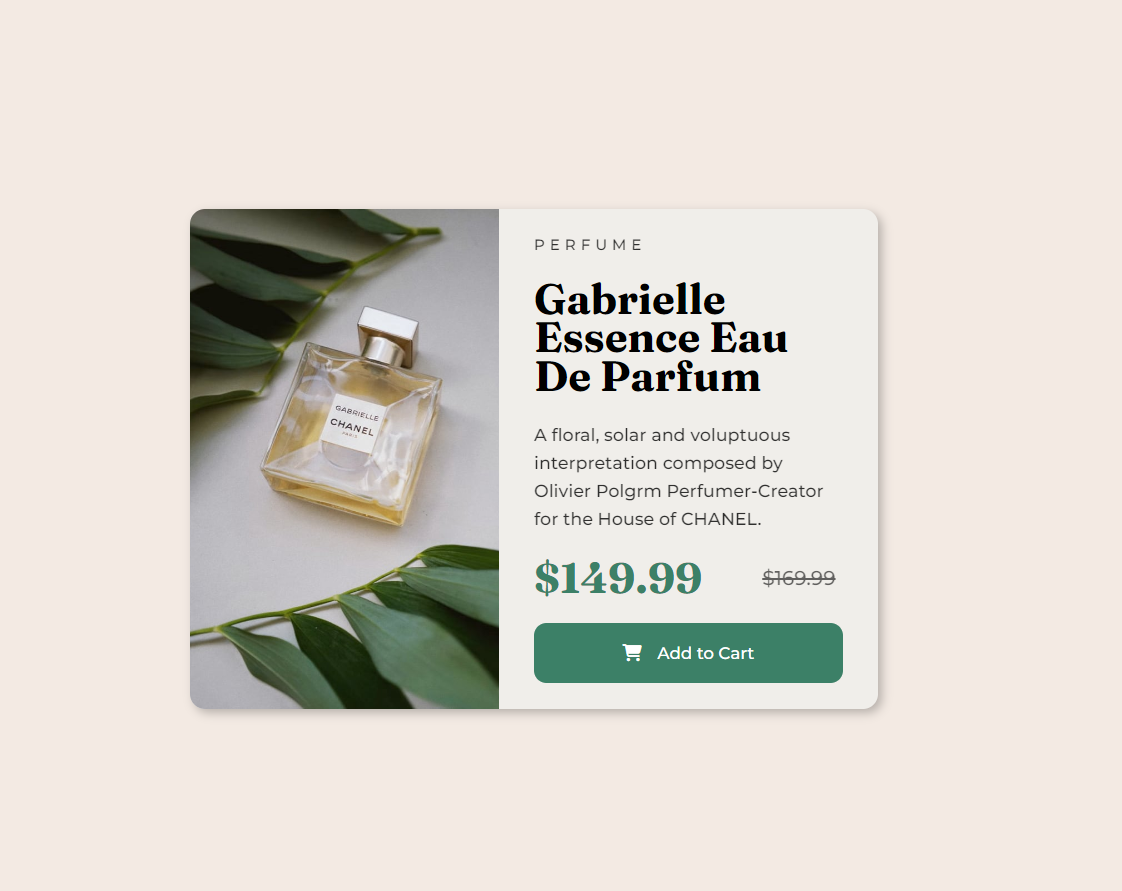 GABRIELLE
CHANEL
PARIS
PERFUME
Gabrielle
Essence Eau
De Parfum
A floral, solar and voluptuous
interpretation composed by
Olivier Polgrm Perfumer-Creator
for the House of CHANEL.
$149.99 $169.99
Add to Cart